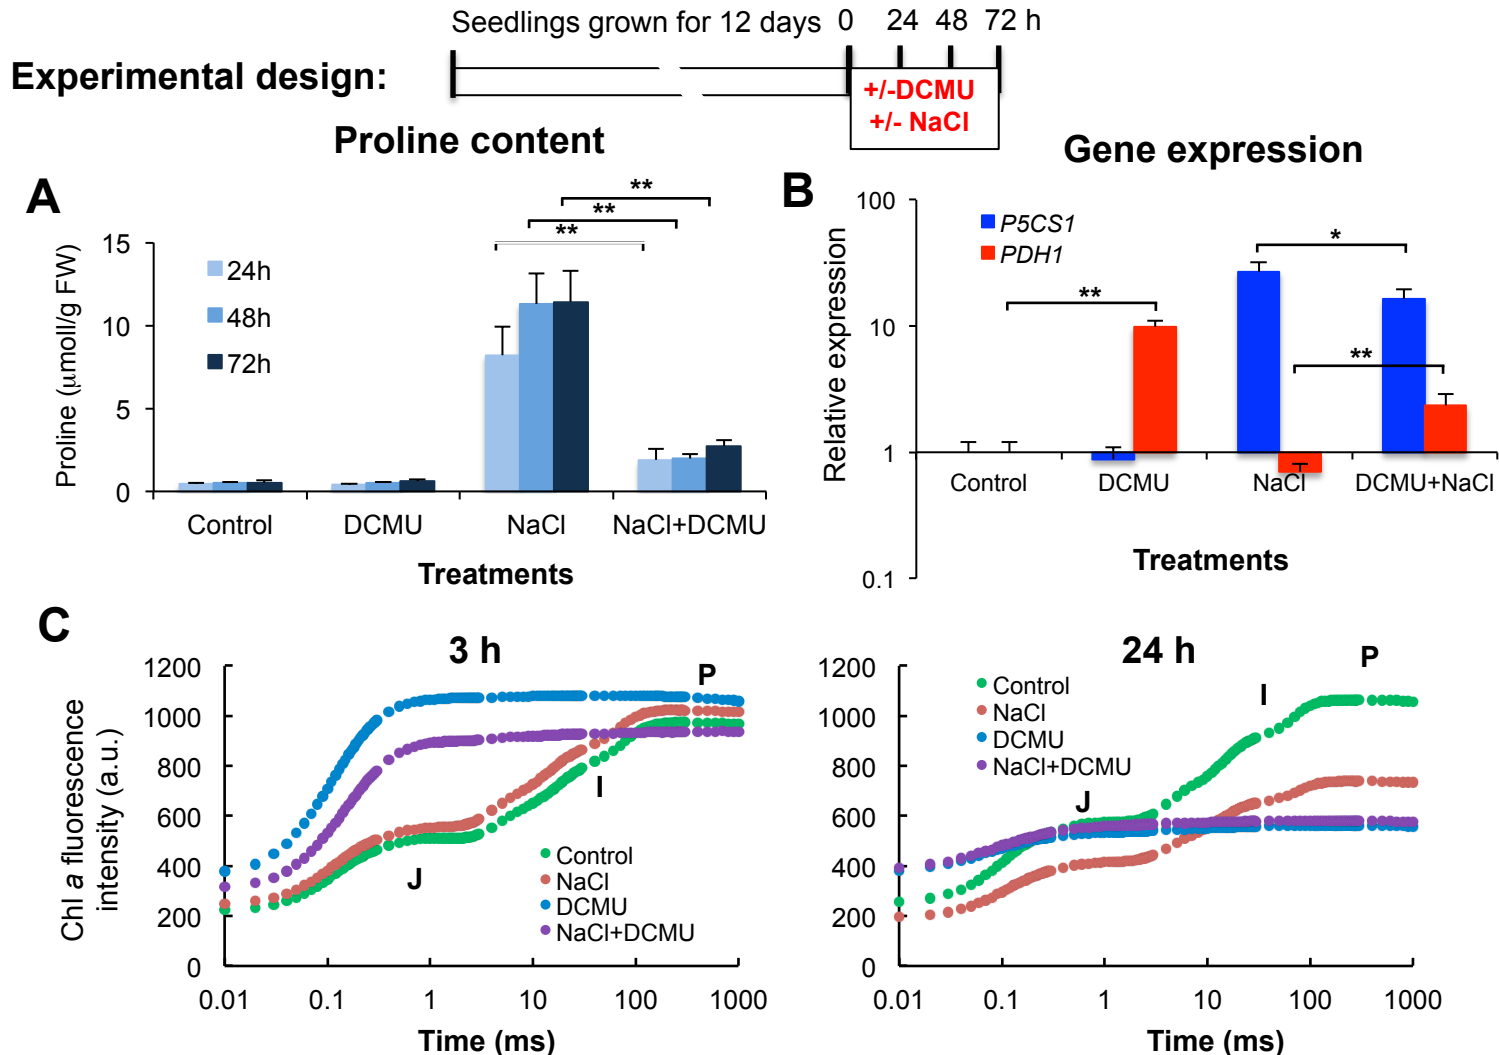 Seedlings grown for 12 days 0 24 48 72 h
Experimental design:
+/-DCMU
+/- NaCl
Proline content
Gene expression
A
**
**
**
15
10
5
0
Proline (µmoll/g FW)
24h
48h
72h
Control DCMU NaCl NaCl+DCMU
Treatments
B
100
10
1
0.1
Relative expression
P5CS1
PDH1
**
*
**
Control DCMU NaCl DCMU+NaCl
Treatments
C
3 h
Chl a fluorescence
intensity (a.u.)
1200
1000
800
600
400
200
0
P
I
J
Control
NaCl
DCMU
NaCl+DCMU
0.01 0.1 1 10 100 1000
Time (ms)
24 h
1200
1000
800
600
400
200
0
P
I
J
Control
NaCl
DCMU
NaCl+DCMU
0.01 0.1 1 10 100 1000
Time (ms)